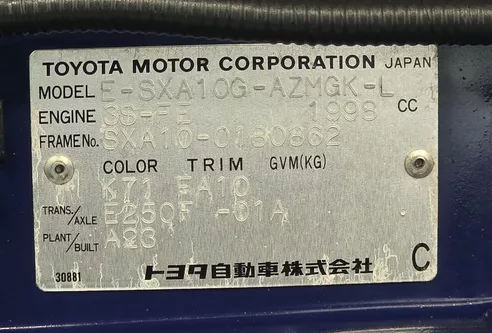 TOYOTA MOTOR CORPORATION JAPAN
MODEL E-SXA10G-AZMGK-L
ENGINE 3S-FE 1998 CC
FRAME No. SXA10-0180862
COLOR TRIM GVM(KG)
K71 FA10
TRANS./AXLE E250F -01A
PLANT/BUILT A23
30881 トヨタ自動車株式会社 C